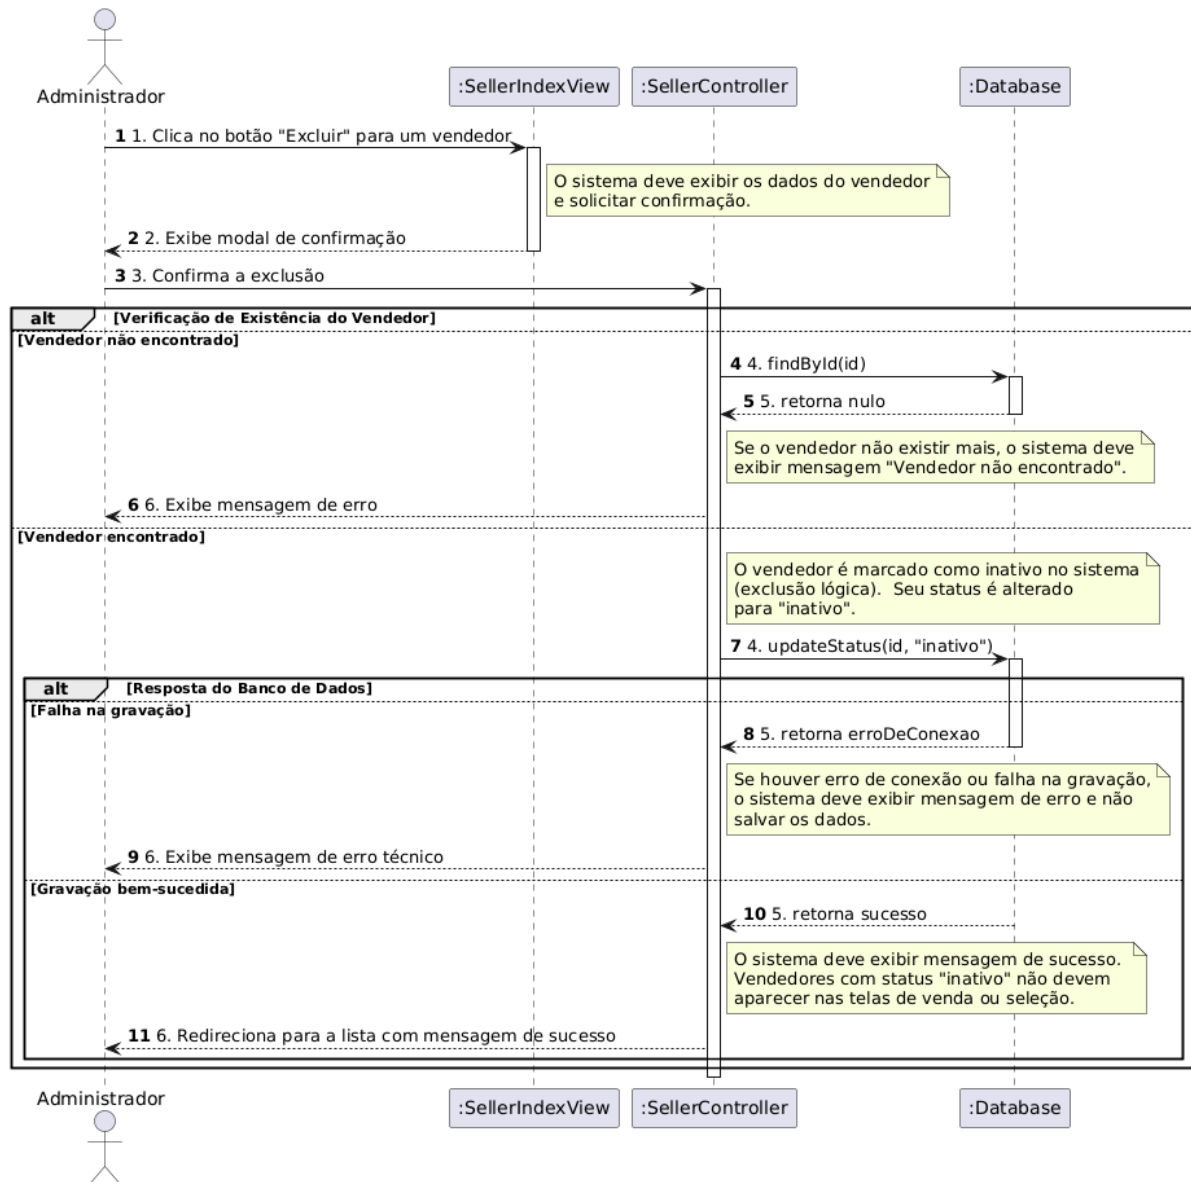 Administrador
:SellerIndexView
:SellerController
:Database
1 1. Clica no botão "Excluir" para um vendedor
O sistema deve exibir os dados do vendedor
e solicitar confirmação.
2 2. Exibe modal de confirmação
3 3. Confirma a exclusão
alt [Verificação de Existência do Vendedor]
[Vendedor não encontrado]
4 4. findById(id)
5 5. retorna nulo
Se o vendedor não existir mais, o sistema deve
exibir mensagem "Vendedor não encontrado".
6 6. Exibe mensagem de erro
[Vendedor encontrado]
O vendedor é marcado como inativo no sistema
(exclusão lógica).  Seu status é alterado
para "inativo".
7 4. updateStatus(id, "inativo")
alt [Resposta do Banco de Dados]
[Falha na gravação]
8 5. retorna erroDeConexao
Se houver erro de conexão ou falha na gravação,
o sistema deve exibir mensagem de erro e não
salvar os dados.
9 6. Exibe mensagem de erro técnico
[Gravação bem-sucedida]
10 5. retorna sucesso
O sistema deve exibir mensagem de sucesso.
Vendedores com status "inativo" não devem
aparecer nas telas de venda ou seleção.
11 6. Redireciona para a lista com mensagem de sucesso
Administrador
:SellerIndexView
:SellerController
:Database